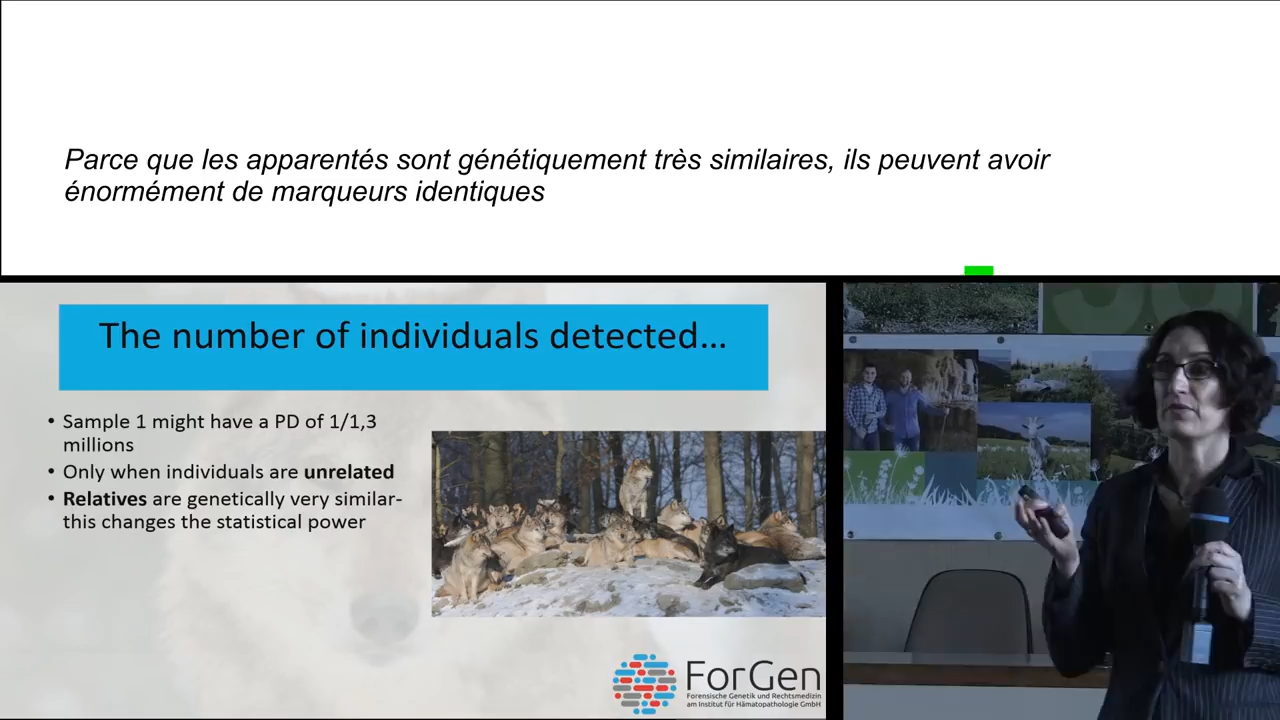 Parce que les apparentés sont génétiquement très similaires, ils peuvent avoir
énormément de marqueurs identiques
The number of individuals detected...
• Sample 1 might have a PD of 1/1,3
millions
• Only when individuals are unrelated
• Relatives are genetically very similar-
this changes the statistical power
ForGen
Forensische Genetik und Rechtsmedizin
am Institut für Hämatopathologie GmbH